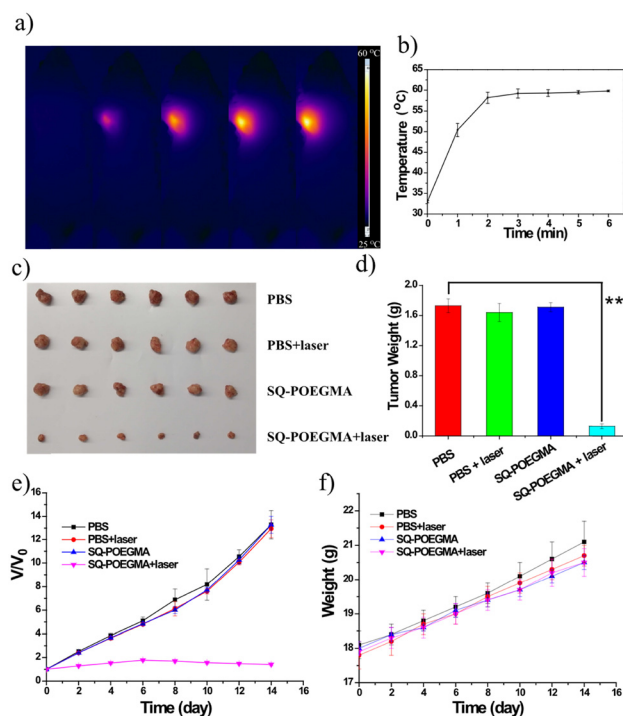 a)
60 °C
25 °C
b)
Temperature (°C)
65
60
55
50
45
40
35
30
0 1 2 3 4 5 6
Time (min)
c)
PBS
PBS+laser
SQ-POEGMA
SQ-POEGMA+laser
d)
Tumor Weight (g)
1.8
1.2
0.6
0.0
**
PBS
PBS + laser
SQ-POEGMA
SQ-POEGMA + laser
e)
V/V0
16
14
12
10
8
6
4
2
0
PBS
PBS+laser
SQ-POEGMA
SQ-POEGMA+laser
0 2 4 6 8 10 12 14 16
Time (day)
f)
Weight (g)
22
21
20
19
18
17
PBS
PBS+laser
SQ-POEGMA
SQ-POEGMA+laser
0 2 4 6 8 10 12 14 16
Time (day)